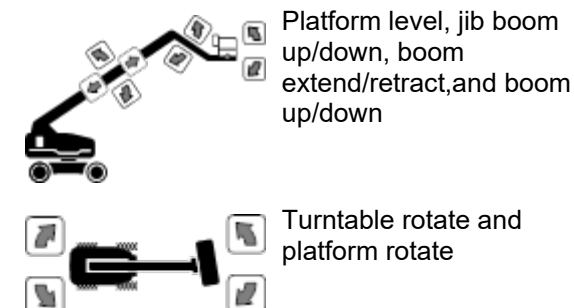 Platform level, jib boom
up/down, boom
extend/retract,and boom
up/down
Turntable rotate and
platform rotate